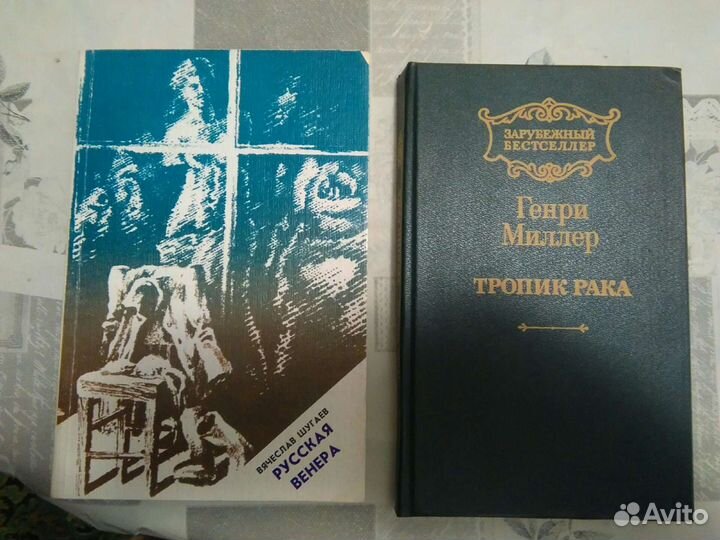 ВЯЧЕСЛАВ ШУГАЕВ
РУССКАЯ
ВЕНЕРА
ЗАРУБЕЖНЫЙ
БЕСТСЕЛЛЕР
Генри
Миллер
ТРОПИК РАКА
Avito